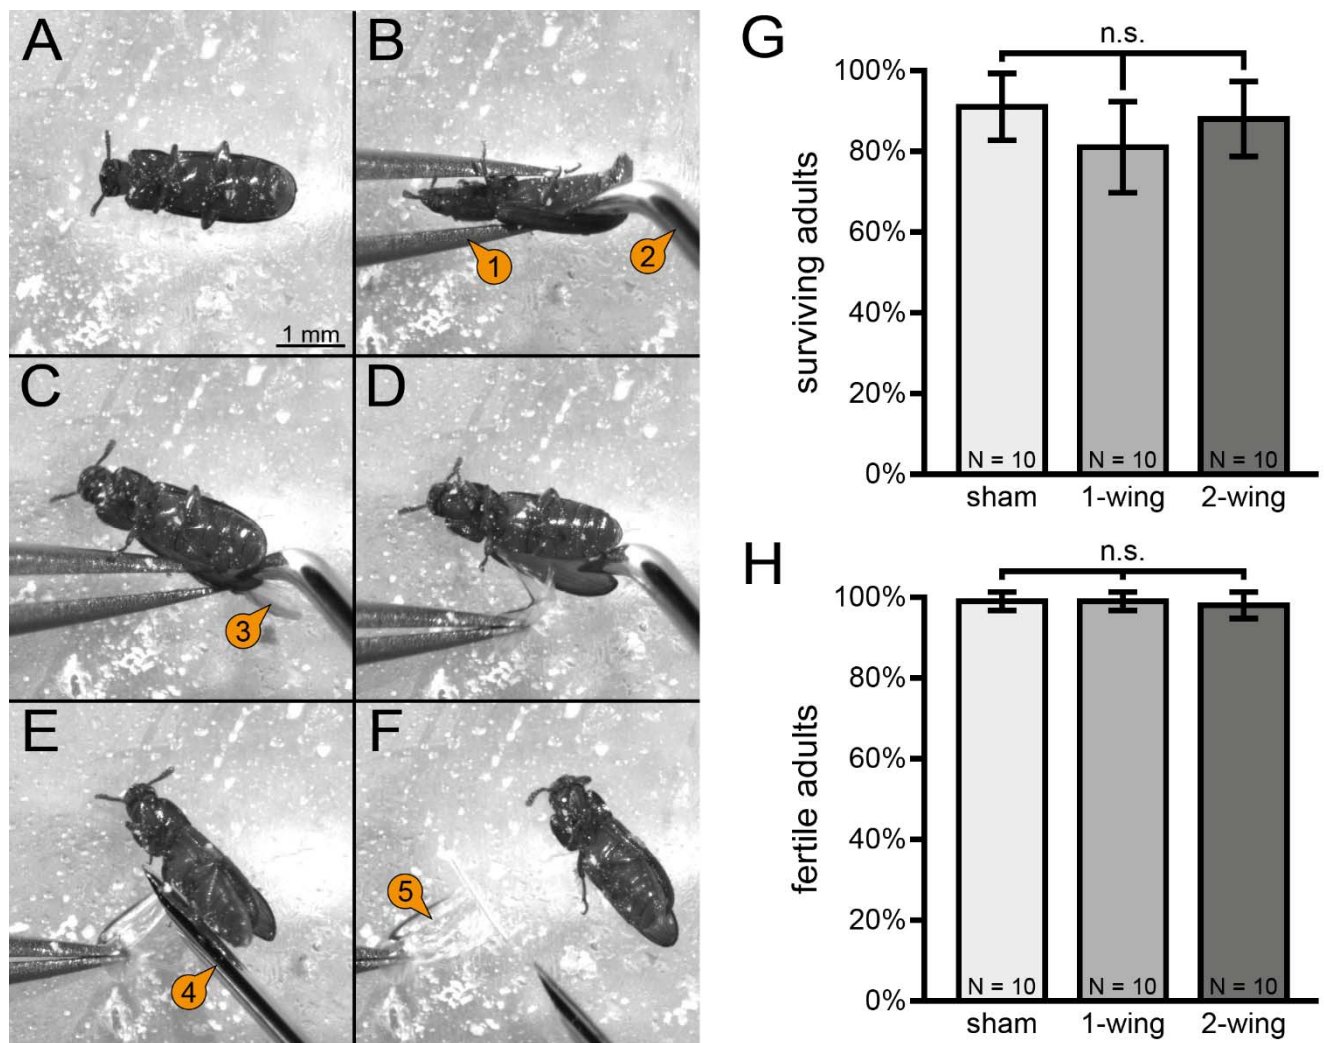 A
B
1
2
1 mm
C
D
3
E
F
4
5
G
n.s.
100%
80%
60%
40%
20%
0%
surviving adults
N = 10
N = 10
N = 10
sham
1-wing
2-wing
H
n.s.
100%
80%
60%
40%
20%
0%
fertile adults
N = 10
N = 10
N = 10
sham
1-wing
2-wing